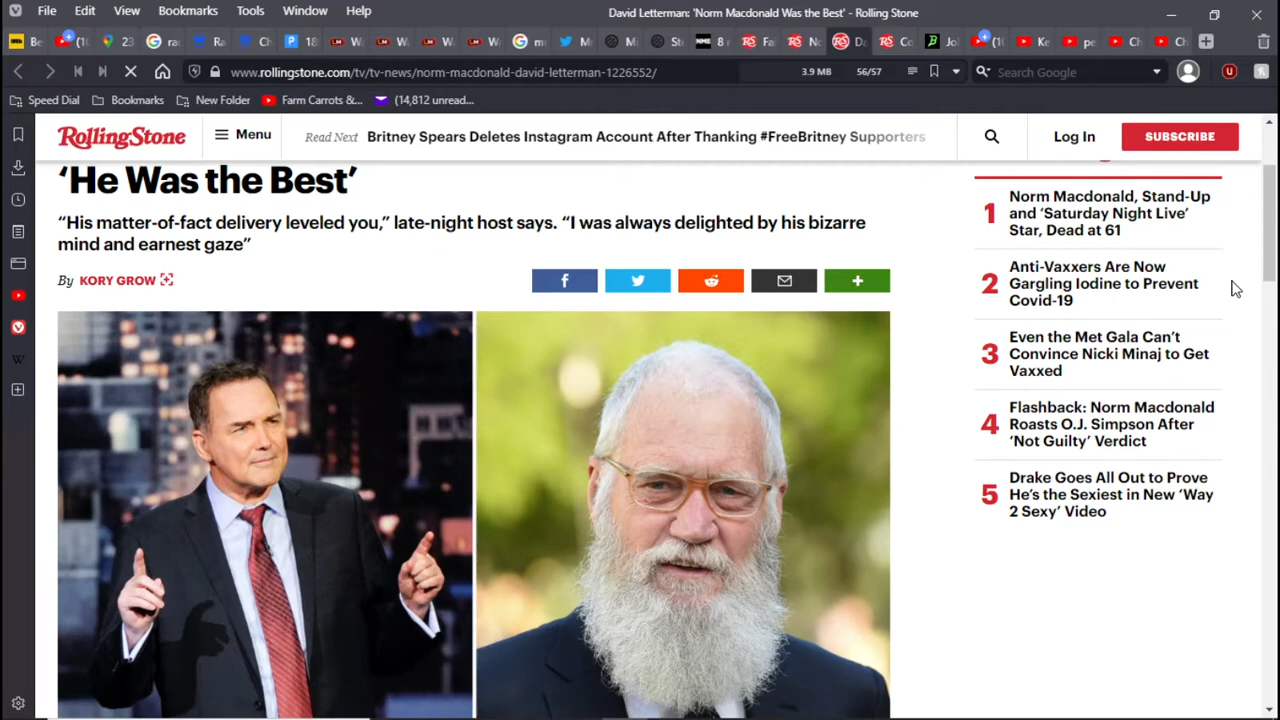 File Edit View Bookmarks Tools Window Help
David Letterman: 'Norm Macdonald Was the Best' - Rolling Stone
www.rollingstone.com/tv/tv-news/norm-macdonald-david-letterman-1226552/
3.9 MB 56/57
Search Google
Speed Dial Bookmarks New Folder Farm Carrots &... (14,812 unread...
RollingStone
Menu
Read Next Britney Spears Deletes Instagram Account After Thanking #FreeBritney Supporters
Log In
SUBSCRIBE
‘He Was the Best’
“His matter-of-fact delivery leveled you,” late-night host says. “I was always delighted by his bizarre
mind and earnest gaze”
By KORY GROW
1
Norm Macdonald, Stand-Up
and ‘Saturday Night Live’
Star, Dead at 61
2
Anti-Vaxxers Are Now
Gargling Iodine to Prevent
Covid-19
3
Even the Met Gala Can’t
Convince Nicki Minaj to Get
Vaxxed
4
Flashback: Norm Macdonald
Roasts O.J. Simpson After
‘Not Guilty’ Verdict
5
Drake Goes All Out to Prove
He’s the Sexiest in New ‘Way
2 Sexy’ Video